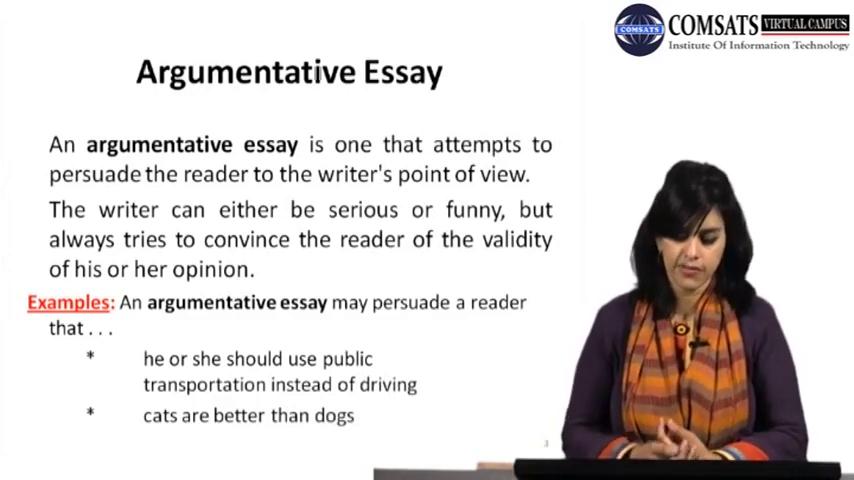 COMSATS VIRTUAL CAMPUS
COMSATS
Institute Of Information Technology
Argumentative Essay
An argumentative essay is one that attempts to
persuade the reader to the writer's point of view.
The writer can either be serious or funny, but
always tries to convince the reader of the validity
of his or her opinion.
Examples: An argumentative essay may persuade a reader
that . . .
* he or she should use public
transportation instead of driving
* cats are better than dogs
3